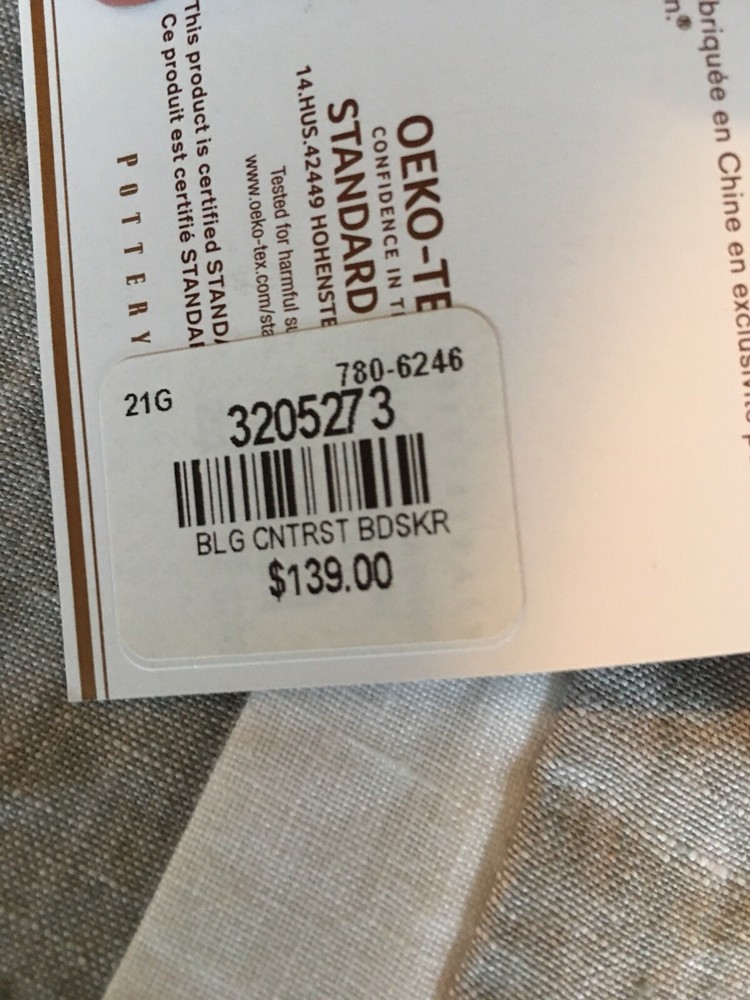 This product is certified STANDA
Ce produit est certifié STANDA
POTTERY
OEKO-TE
CONFIDENCE IN
STANDARD
14.HUS.42449 HOHENSTE
Tested for harmful
www.oeko-tex.com/sta
briquée en Chine en exclusivité
n.®
21G
780-6246
3205273
BLG CNTRST BDSKR
$139.00